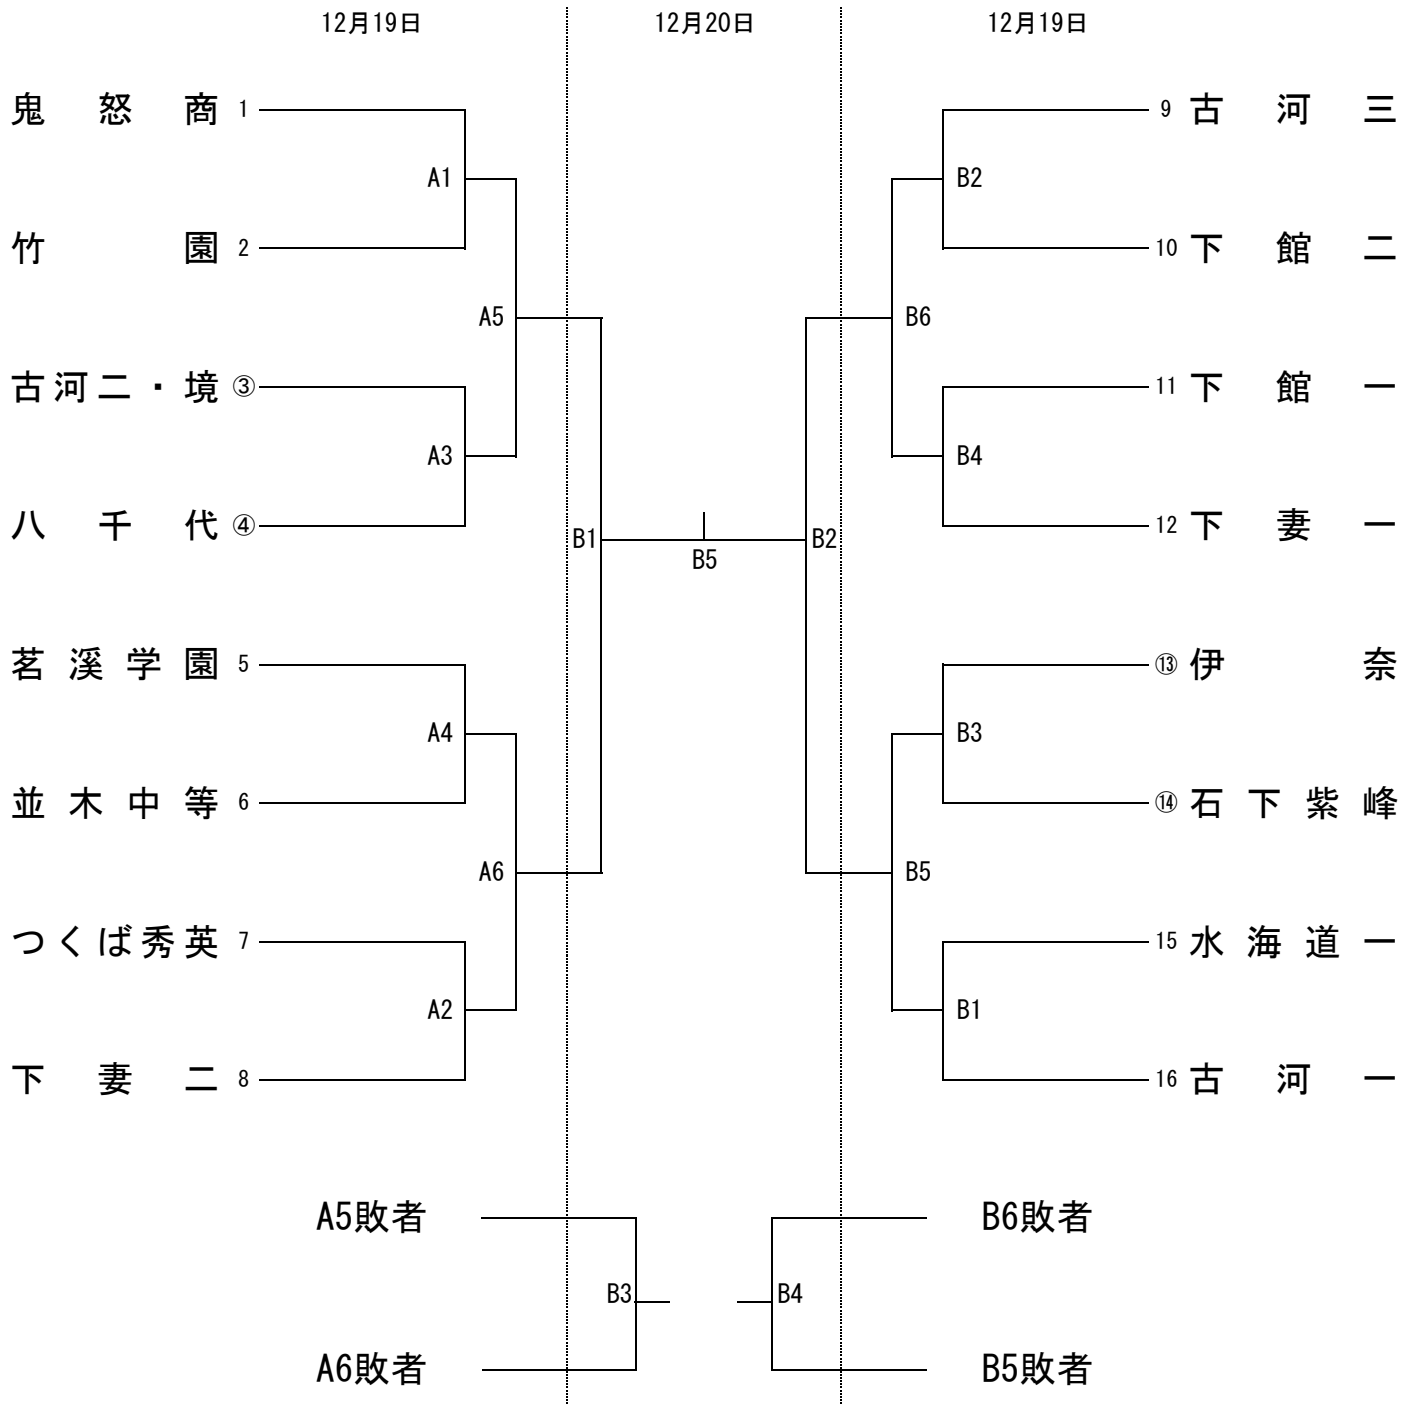 12月19日 12月20日 12月19日
鬼怒商 1 9 古河三
A1 B2
竹園 2 10 下館二
A5 B6
古河二・境 ③ 11 下館一
A3 B4
八千代 ④ 12 下妻一
B1 B2
B5
茗溪学園 5 ⑬ 伊奈
A4 B3
並木中等 6 ⑭ 石下紫峰
A6 B5
つくば秀英 7 15 水海道一
A2 B1
下妻二 8 16 古河一
A5敗者 B6敗者
B3 B4
A6敗者 B5敗者